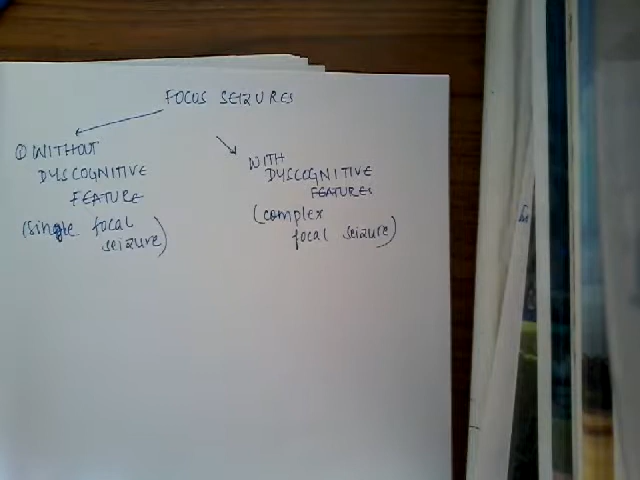 FOCUS SEIZURES
① WITHOUT
DYSCOGNITIVE
FEATURE
(single focal
seizure)
WITH
DYSCOGNITIVE
FEATURES
(complex
focal seizure)